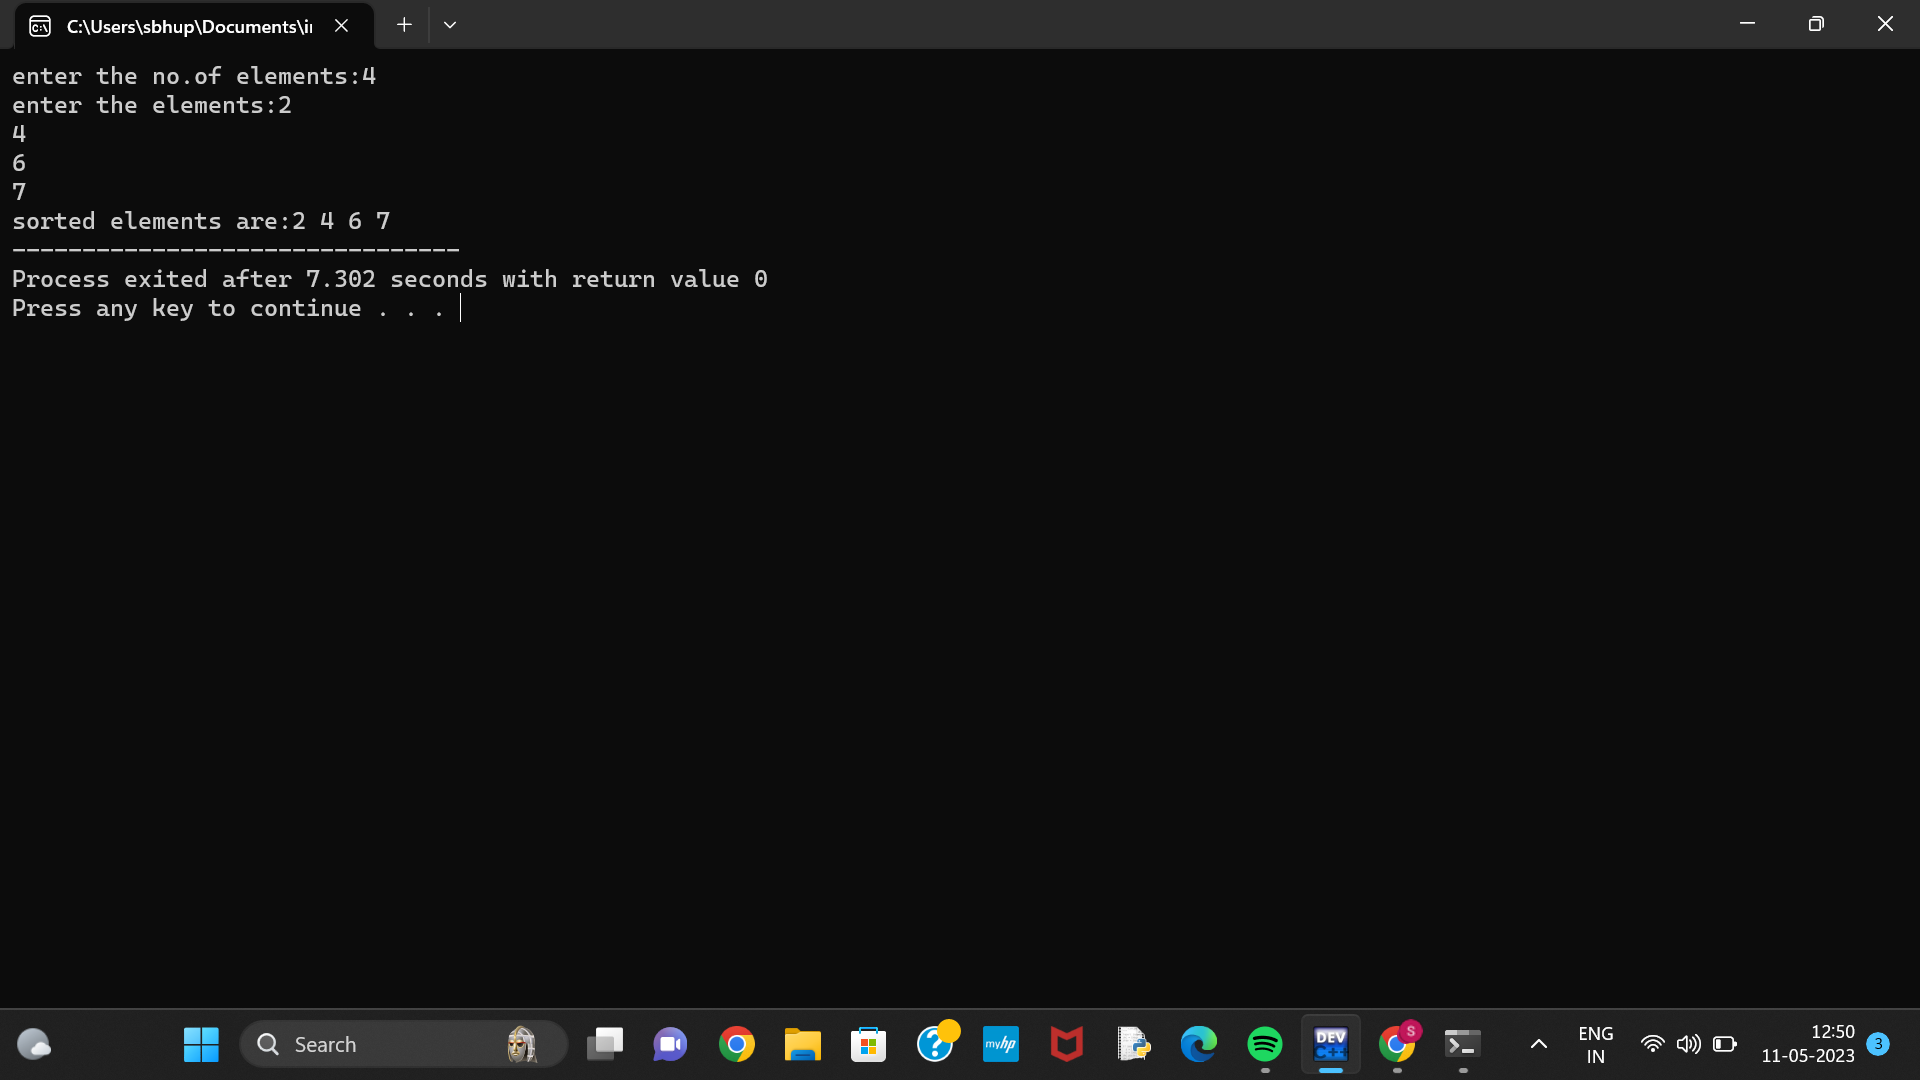 C:\Users\sbhup\Documents\i
enter the no.of elements:4
enter the elements:2
4
6
7
sorted elements are:2 4 6 7
--------------------------------
Process exited after 7.302 seconds with return value 0
Press any key to continue . . .
Search
myhp
DEV
C++
S
ENG
IN
12:50
11-05-2023
3